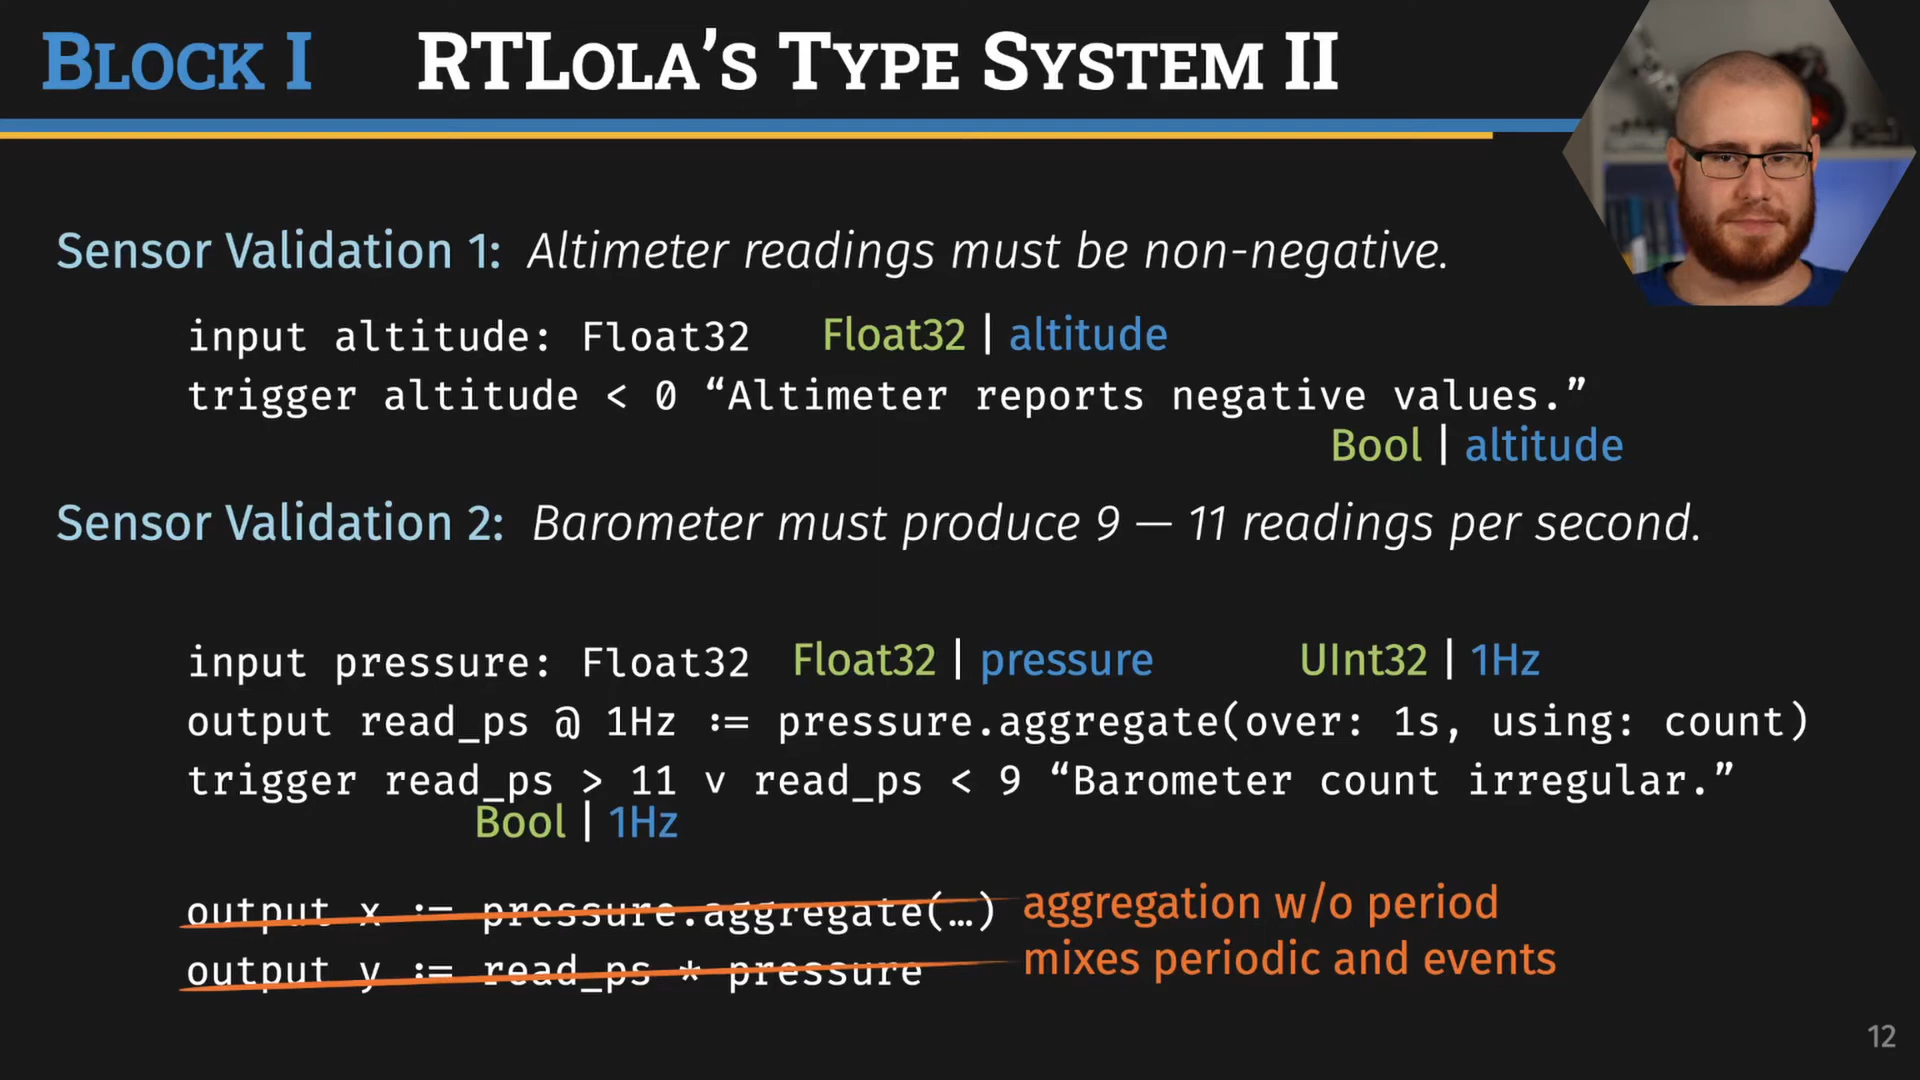 BLOCK I RTLOLA’S TYPE SYSTEM II
Sensor Validation 1: Altimeter readings must be non-negative.
input altitude: Float32 Float32 | altitude
trigger altitude < 0 “Altimeter reports negative values.”
Bool | altitude
Sensor Validation 2: Barometer must produce 9 — 11 readings per second.
input pressure: Float32 Float32 | pressure UInt32 | 1Hz
output read_ps @ 1Hz := pressure.aggregate(over: 1s, using: count)
trigger read_ps > 11 ∨ read_ps < 9 “Barometer count irregular.”
Bool | 1Hz
output x := pressure.aggregate(…) aggregation w/o period
output y := read_ps * pressure mixes periodic and events
12